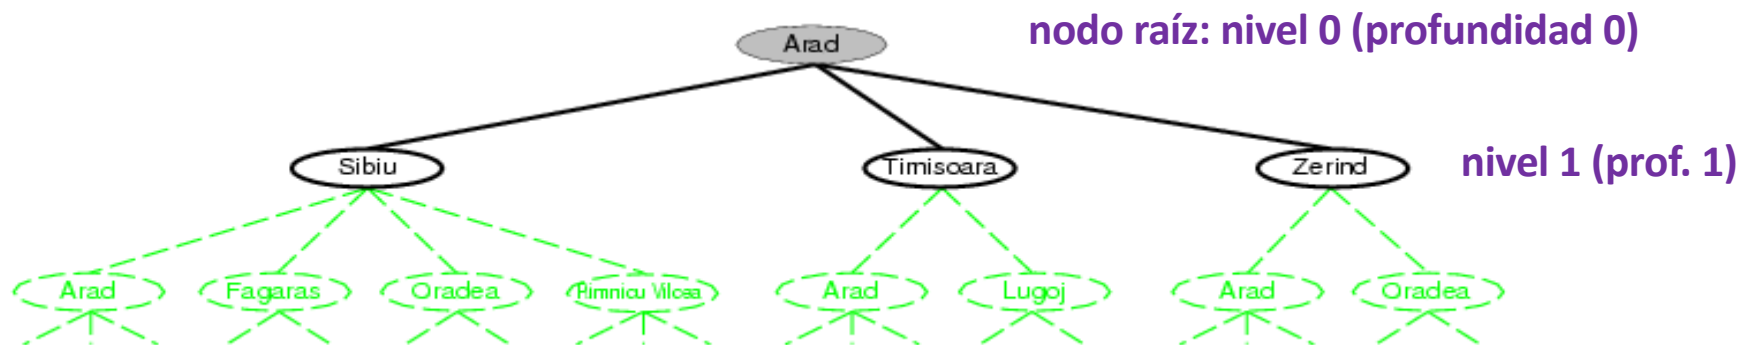 Arad
nodo raíz: nivel 0 (profundidad 0)
Sibiu
Timisoara
Zerind
nivel 1 (prof. 1)
Arad
Fagaras
Oradea
Rimnicu Vilcea
Arad
Lugoj
Arad
Oradea